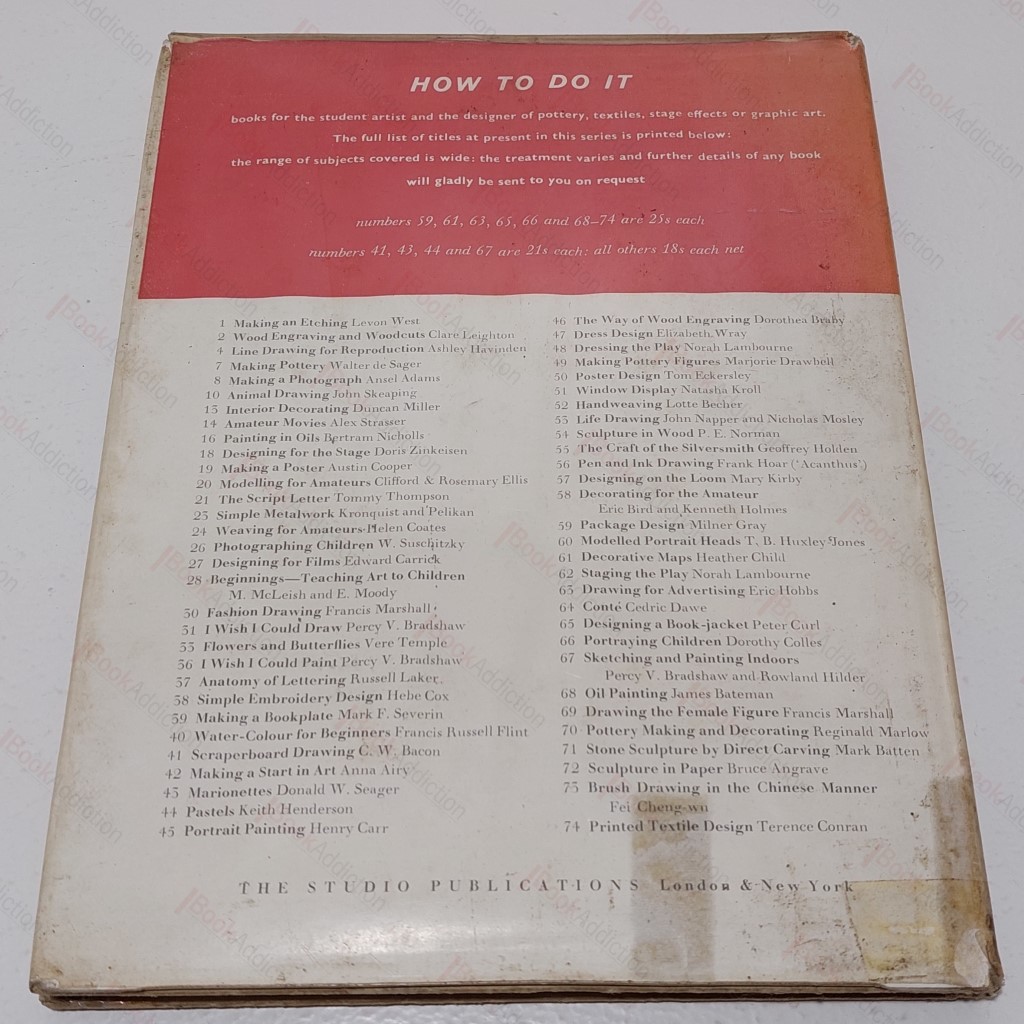 HOW TO DO IT
books for the student artist and the designer of pottery, textiles, stage effects or graphic art.
The full list of titles at present in this series is printed below:
the range of subjects covered is wide: the treatment varies and further details of any book
will gladly be sent to you on request
numbers 59, 61, 63, 65, 66 and 68–74 are 25s each
numbers 41, 43, 44 and 67 are 21s each: all others 18s each net
1 Making an Etching Levon West
2 Wood Engraving and Woodcuts Clare Leighton
4 Line Drawing for Reproduction Ashley Havinden
7 Making Pottery Walter de Sager
8 Making a Photograph Ansel Adams
10 Animal Drawing John Skeaping
13 Interior Decorating Duncan Miller
14 Amateur Movies Alex Strasser
16 Painting in Oils Bertram Nicholls
18 Designing for the Stage Doris Zinkeisen
19 Making a Poster Austin Cooper
20 Modelling for Amateurs Clifford & Rosemary Ellis
21 The Script Letter Tommy Thompson
23 Simple Metalwork Kronquist and Pelikan
24 Weaving for Amateurs Helen Coates
26 Photographing Children W. Suschitzky
27 Designing for Films Edward Carrick
28 Beginnings—Teaching Art to Children
M. McLeish and E. Moody
30 Fashion Drawing Francis Marshall
31 I Wish I Could Draw Percy V. Bradshaw
33 Flowers and Butterflies Vere Temple
36 I Wish I Could Paint Percy V. Bradshaw
37 Anatomy of Lettering Russell Laker
38 Simple Embroidery Design Hebe Cox
39 Making a Bookplate Mark F. Severin
40 Water-Colour for Beginners Francis Russell Flint
41 Scraperboard Drawing C. W. Bacon
42 Making a Start in Art Anna Airy
43 Marionettes Donald W. Seager
44 Pastels Keith Henderson
45 Portrait Painting Henry Carr
46 The Way of Wood Engraving Dorothea Braby
47 Dress Design Elizabeth Wray
48 Dressing the Play Norah Lambourne
49 Making Pottery Figures Marjorie Drawbell
50 Poster Design Tom Eckersley
51 Window Display Natasha Kroll
52 Handweaving Lotte Becher
53 Life Drawing John Napper and Nicholas Mosley
54 Sculpture in Wood P. E. Norman
55 The Craft of the Silversmith Geoffrey Holden
56 Pen and Ink Drawing Frank Hoar ('Acanthus')
57 Designing on the Loom Mary Kirby
58 Decorating for the Amateur
Eric Bird and Kenneth Holmes
59 Package Design Milner Gray
60 Modelled Portrait Heads T. B. Huxley-Jones
61 Decorative Maps Heather Child
62 Staging the Play Norah Lambourne
63 Drawing for Advertising Eric Hobbs
64 Conté Cedric Dawe
65 Designing a Book-jacket Peter Curl
66 Portraying Children Dorothy Colles
67 Sketching and Painting Indoors
Percy V. Bradshaw and Rowland Hilder
68 Oil Painting James Bateman
69 Drawing the Female Figure Francis Marshall
70 Pottery Making and Decorating Reginald Marlow
71 Stone Sculpture by Direct Carving Mark Batten
72 Sculpture in Paper Bruce Angrave
73 Brush Drawing in the Chinese Manner
Fei Cheng-wu
74 Printed Textile Design Terence Conran
THE STUDIO PUBLICATIONS London & New York
BookAddiction